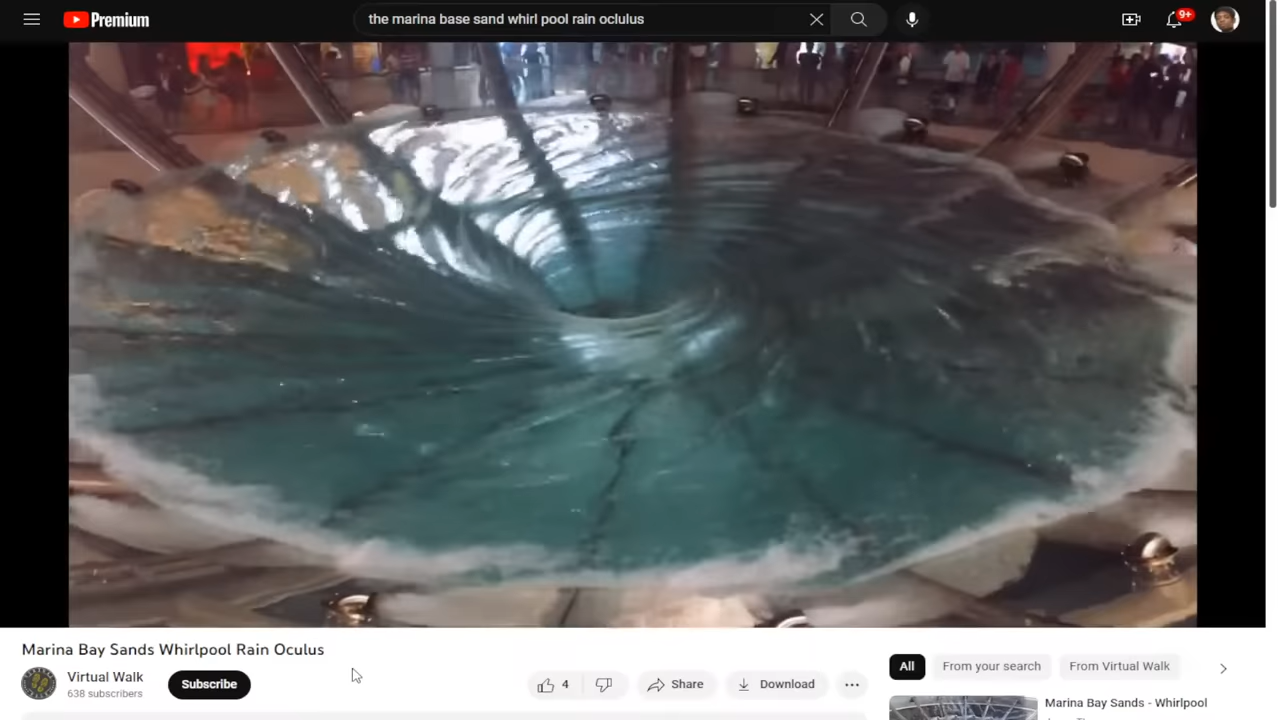 Premium
the marina base sand whirl pool rain oclulus
9+
Marina Bay Sands Whirlpool Rain Oculus
Virtual Walk
638 subscribers
Subscribe
4
Share
Download
All
From your search
From Virtual Walk
Marina Bay Sands - Whirlpool